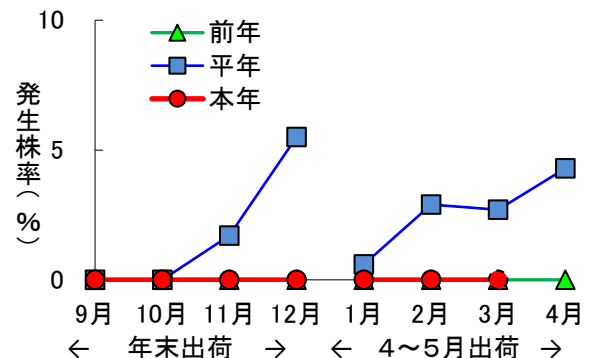 10
5
0
発生株率（％）
前年
平年
本年
9月 10月 11月 12月 1月 2月 3月 4月
← 年末出荷 → ← 4～5月出荷 →